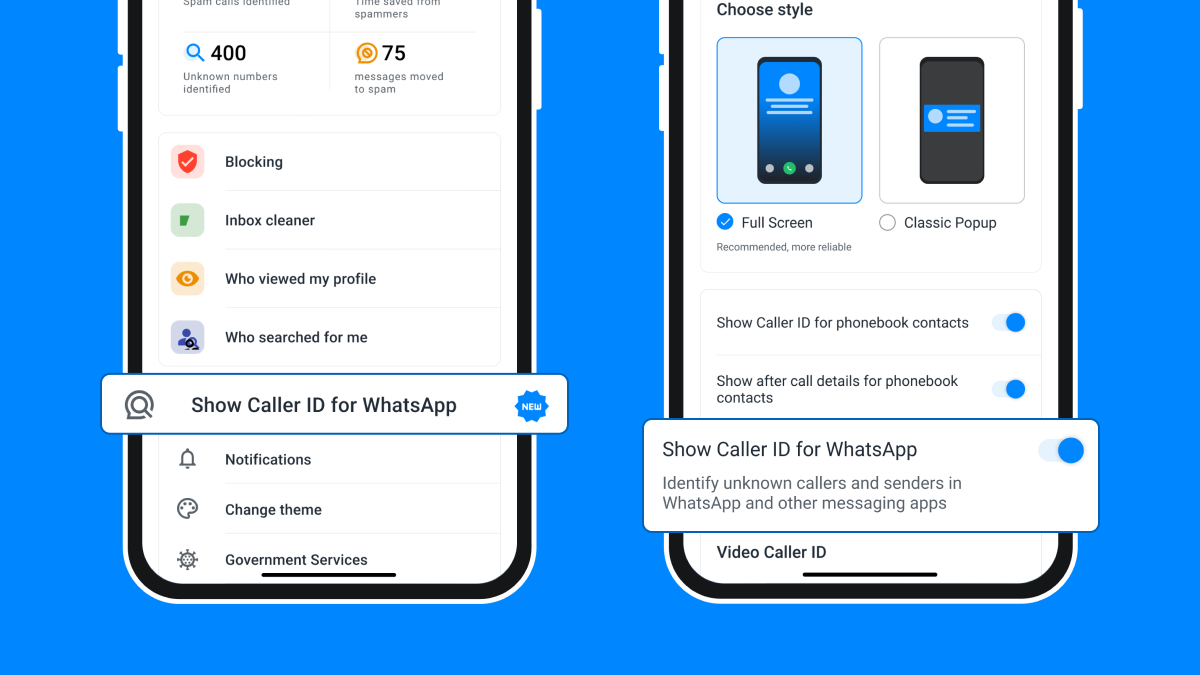 Spam calls identified
Time saved from
spammers
400
Unknown numbers
identified
75
messages moved
to spam
Blocking
Inbox cleaner
Who viewed my profile
Who searched for me
Show Caller ID for WhatsApp
NEW
Notifications
Change theme
Government Services
Choose style
Full Screen
Recommended, more reliable
Classic Popup
Show Caller ID for phonebook contacts
Show after call details for phonebook
contacts
Show Caller ID for WhatsApp
Identify unknown callers and senders in
WhatsApp and other messaging apps
Video Caller ID